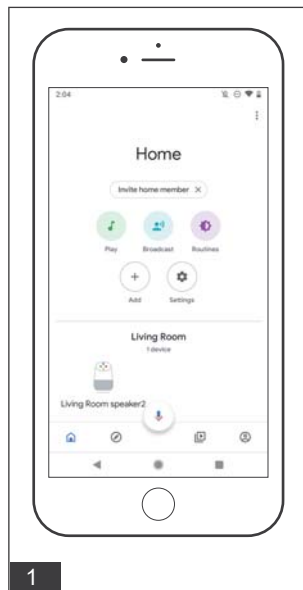 2:04
Home
Invite home member
Play Broadcast Routines
Add Settings
Living Room
1 device
Living Room speaker2
1